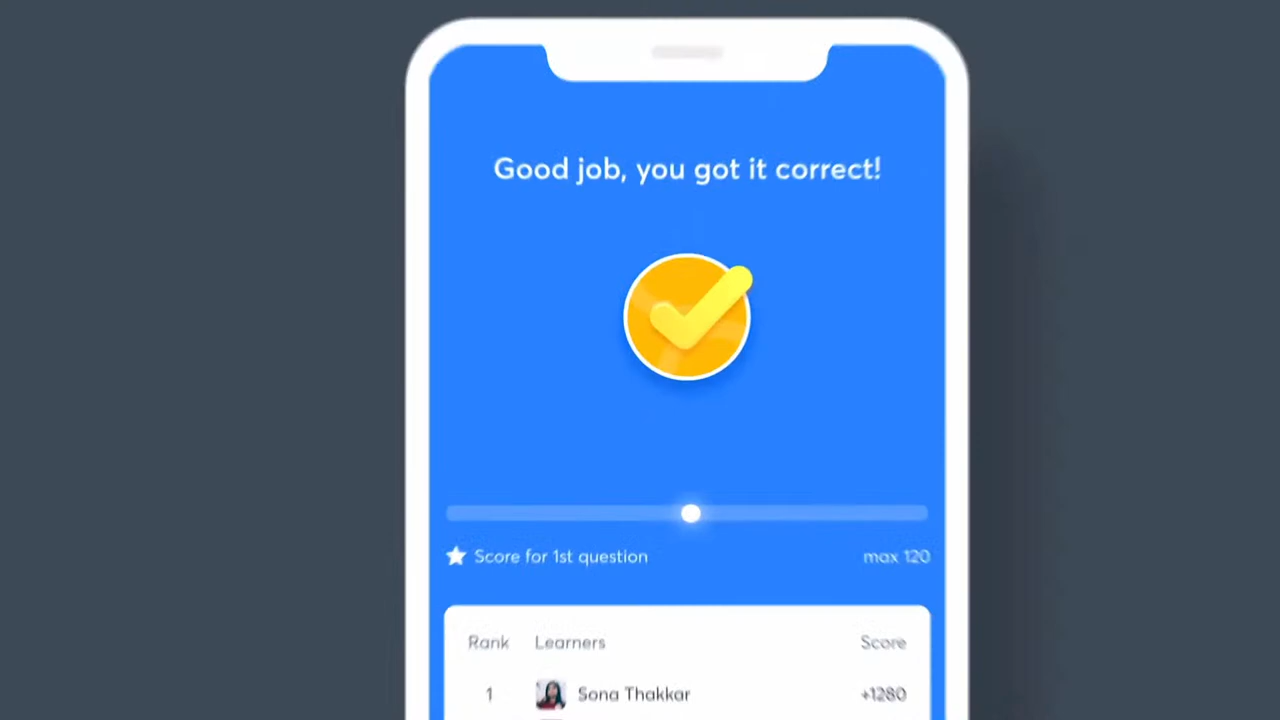 Good job, you got it correct!
Score for 1st question max 120
Rank Learners Score
1 Sona Thakkar +1280